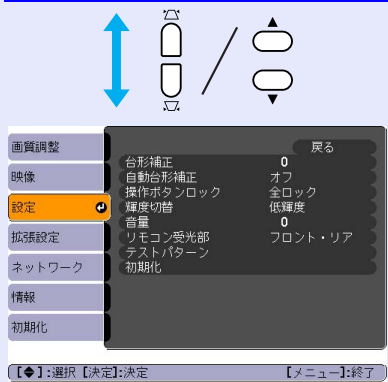 画質調整
映像
設定
拡張設定
ネットワーク
情報
初期化
戻る
台形補正 0
自動台形補正 オフ
操作ボタンロック 全ロック
輝度切替 低輝度
音量 0
リモコン受光部 フロント・リア
テストパターン
初期化
【◆】:選択【決定】:決定 【メニュー】:終了